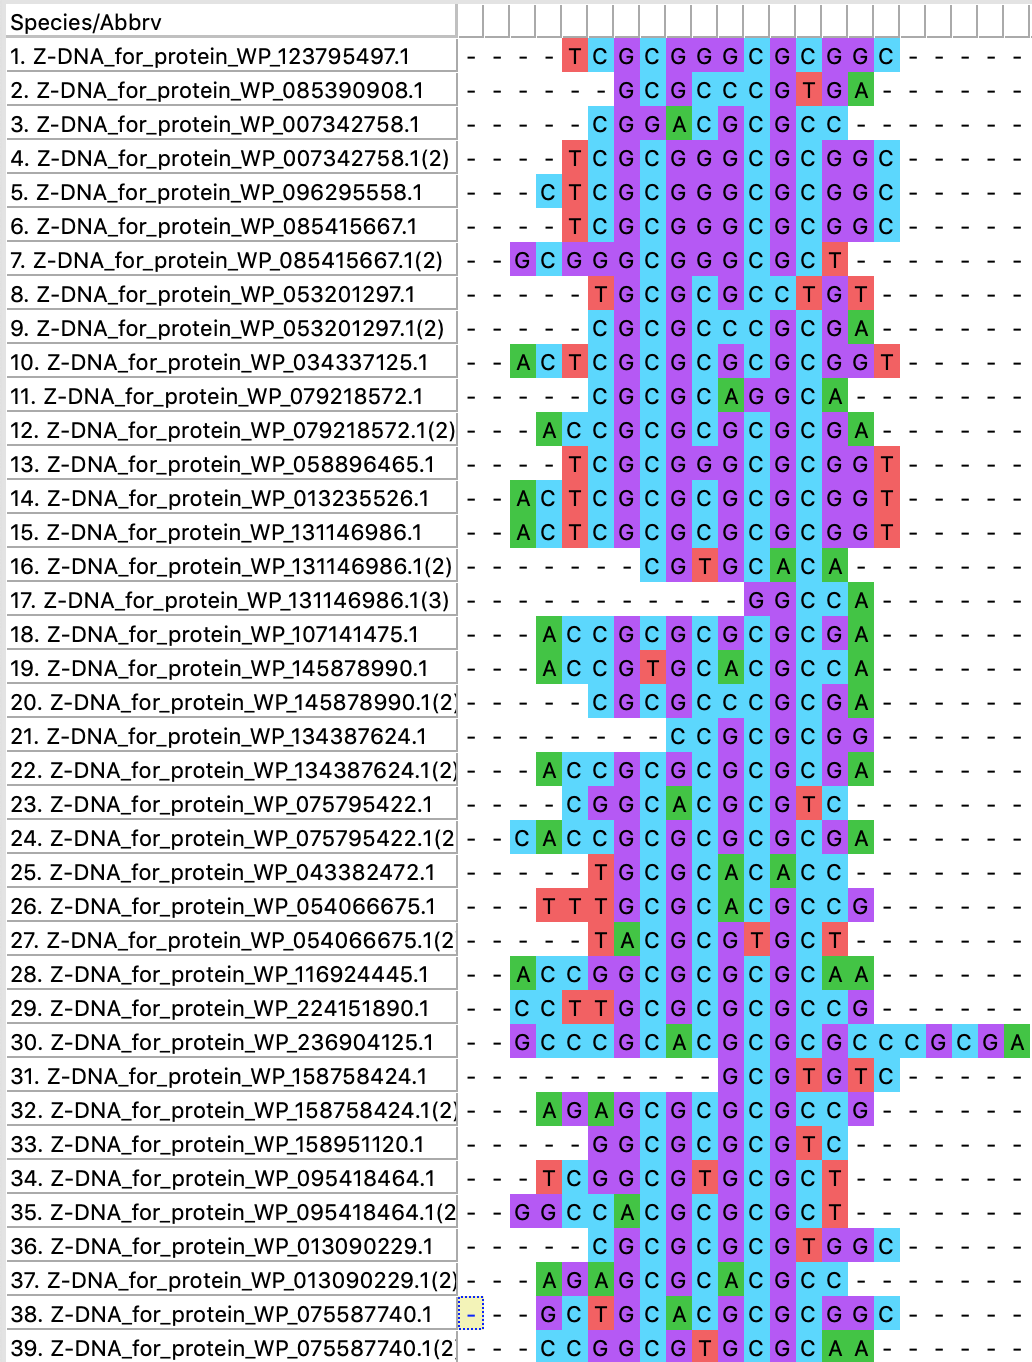 Species/Abbrv
1. Z-DNA_for_protein_WP_123795497.1 - - - - T C G C G G G C G C G G C - - - - -
2. Z-DNA_for_protein_WP_085390908.1 - - - - - - G C G C C C G T G A - - - - - -
3. Z-DNA_for_protein_WP_007342758.1 - - - - - C G G A C G C G C C - - - - - - -
4. Z-DNA_for_protein_WP_007342758.1(2) - - - - T C G C G G G C G C G G C - - - - -
5. Z-DNA_for_protein_WP_096295558.1 - - - C T C G C G G G C G C G G C - - - - -
6. Z-DNA_for_protein_WP_085415667.1 - - - - T C G C G G G C G C G G C - - - - -
7. Z-DNA_for_protein_WP_085415667.1(2) - - G C G G G C G G G C G C T - - - - - - -
8. Z-DNA_for_protein_WP_053201297.1 - - - - - T G C G C G C C T G T - - - - - -
9. Z-DNA_for_protein_WP_053201297.1(2) - - - - - C G C G C C C G C G A - - - - - -
10. Z-DNA_for_protein_WP_034337125.1 - - A C T C G C G C G C G C G G T - - - - -
11. Z-DNA_for_protein_WP_079218572.1 - - - - - C G C G C A G G C A - - - - - - -
12. Z-DNA_for_protein_WP_079218572.1(2) - - - A C C G C G C G C G C G A - - - - - -
13. Z-DNA_for_protein_WP_058896465.1 - - - - T C G C G G G C G C G G T - - - - -
14. Z-DNA_for_protein_WP_013235526.1 - - A C T C G C G C G C G C G G T - - - - -
15. Z-DNA_for_protein_WP_131146986.1 - - A C T C G C G C G C G C G G T - - - - -
16. Z-DNA_for_protein_WP_131146986.1(2) - - - - - - - C G T G C A C A - - - - - - -
17. Z-DNA_for_protein_WP_131146986.1(3) - - - - - - - - - - - G G C C A - - - - - -
18. Z-DNA_for_protein_WP_107141475.1 - - - A C C G C G C G C G C G A - - - - - -
19. Z-DNA_for_protein_WP_145878990.1 - - - A C C G T G C A C G C C A - - - - - -
20. Z-DNA_for_protein_WP_145878990.1(2) - - - - - C G C G C C C G C G A - - - - - -
21. Z-DNA_for_protein_WP_134387624.1 - - - - - - - - C C G C G C G G - - - - - -
22. Z-DNA_for_protein_WP_134387624.1(2) - - - A C C G C G C G C G C G A - - - - - -
23. Z-DNA_for_protein_WP_075795422.1 - - - - C G G C A C G C G T C - - - - - - -
24. Z-DNA_for_protein_WP_075795422.1(2 - - C A C C G C G C G C G C G A - - - - - -
25. Z-DNA_for_protein_WP_043382472.1 - - - - - T G C G C A C A C C - - - - - - -
26. Z-DNA_for_protein_WP_054066675.1 - - - T T T G C G C A C G C C G - - - - - -
27. Z-DNA_for_protein_WP_054066675.1(2 - - - - - T A C G C G T G C T - - - - - - -
28. Z-DNA_for_protein_WP_116924445.1 - - A C C G G C G C G C G C A A - - - - - -
29. Z-DNA_for_protein_WP_224151890.1 - - C C T T G C G C G C G C C G - - - - - -
30. Z-DNA_for_protein_WP_236904125.1 - - G C C C G C A C G C G C G C C C G C G A
31. Z-DNA_for_protein_WP_158758424.1 - - - - - - - - - - G C G T G T C - - - - -
32. Z-DNA_for_protein_WP_158758424.1(2) - - - A G A G C G C G C G C C G - - - - - -
33. Z-DNA_for_protein_WP_158951120.1 - - - - - G G C G C G C G T C - - - - - - -
34. Z-DNA_for_protein_WP_095418464.1 - - - T C G G C G T G C G C T - - - - - - -
35. Z-DNA_for_protein_WP_095418464.1(2 - - G G C C A C G C G C G C T - - - - - - -
36. Z-DNA_for_protein_WP_013090229.1 - - - - - C G C G C G C G T G G C - - - - -
37. Z-DNA_for_protein_WP_013090229.1(2) - - - A G A G C G C A C G C C - - - - - - -
38. Z-DNA_for_protein_WP_075587740.1 - - - G C T G C A C G C G C G G C - - - - -
39. Z-DNA_for_protein_WP_075587740.1(2 - - - C C G G C G T G C G C A A - - - - - -